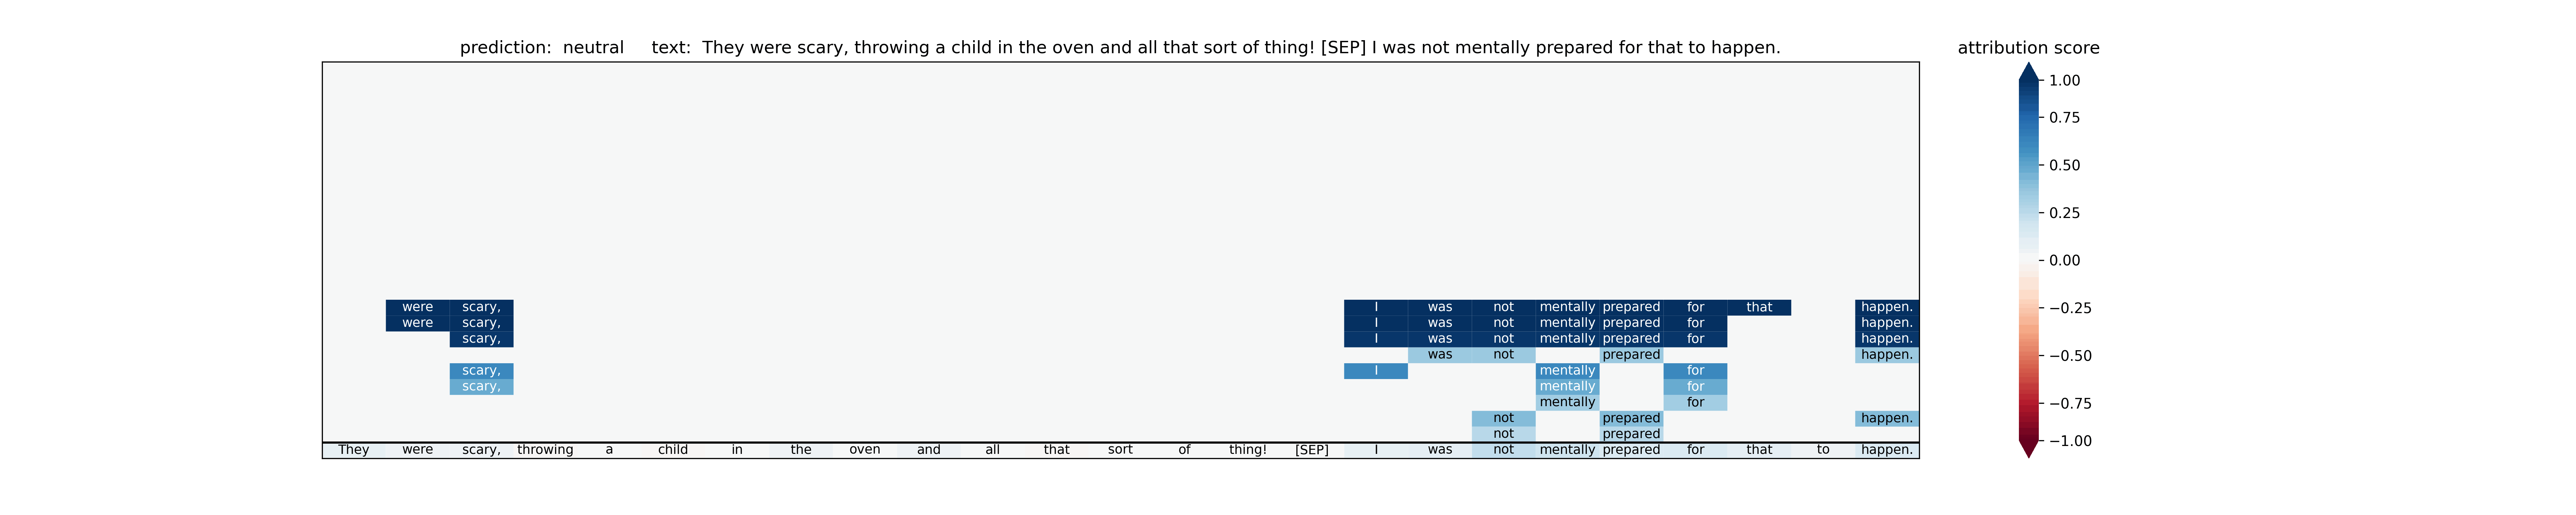 prediction:  neutral     text:  They were scary, throwing a child in the oven and all that sort of thing! [SEP] I was not mentally prepared for that to happen.
attribution score
1.00
0.75
0.50
0.25
0.00
−0.25
−0.50
−0.75
−1.00
were scary, I was not mentally prepared for that happen.
were scary, I was not mentally prepared for happen.
scary, I was not mentally prepared for happen.
was not prepared happen.
scary, I mentally for
scary, mentally for
mentally for
not prepared happen.
not prepared
They were scary, throwing a child in the oven and all that sort of thing! [SEP] I was not mentally prepared for that to happen.